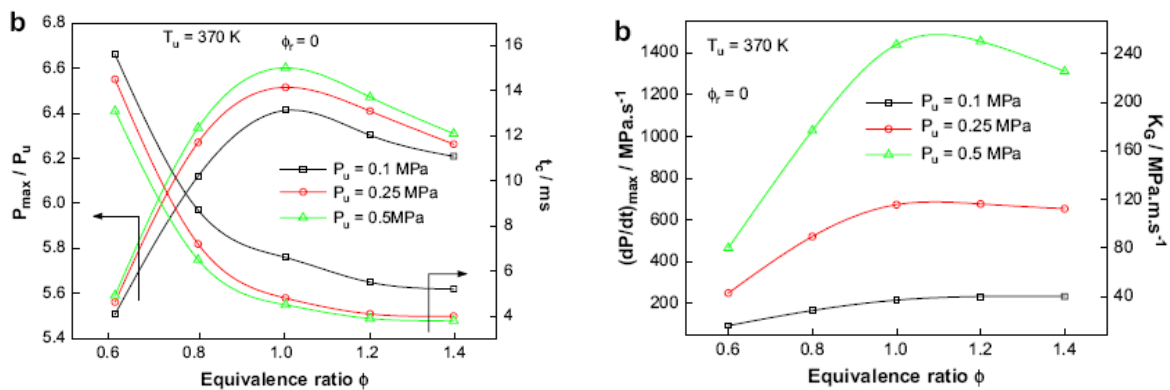 b
T_u = 370 K
ϕ_r = 0
P_max / P_u
6.8
6.6
6.4
6.2
6.0
5.8
5.6
5.4
P_u = 0.1 MPa
P_u = 0.25 MPa
P_u = 0.5MPa
16
14
12
10
8
6
4
t_c / ms
0.6 0.8 1.0 1.2 1.4
Equivalence ratio ϕ
b
T_u = 370 K
ϕ_r = 0
(dP/dt)_max / MPa.s⁻¹
1400
1200
1000
800
600
400
200
P_u = 0.1 MPa
P_u = 0.25 MPa
P_u = 0.5 MPa
240
200
160
120
80
40
K_G / MPa.m.s⁻¹
0.6 0.8 1.0 1.2 1.4
Equivalence ratio ϕ